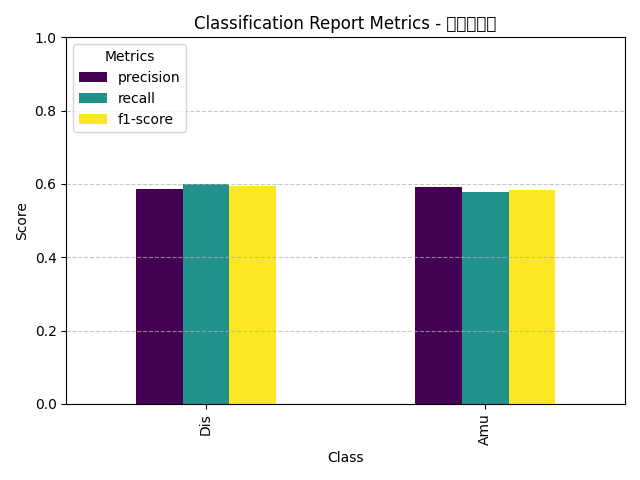 Classification Report Metrics -
1.0
0.8
0.6
0.4
0.2
0.0
Score
Metrics
precision
recall
f1-score
Dis
Amu
Class